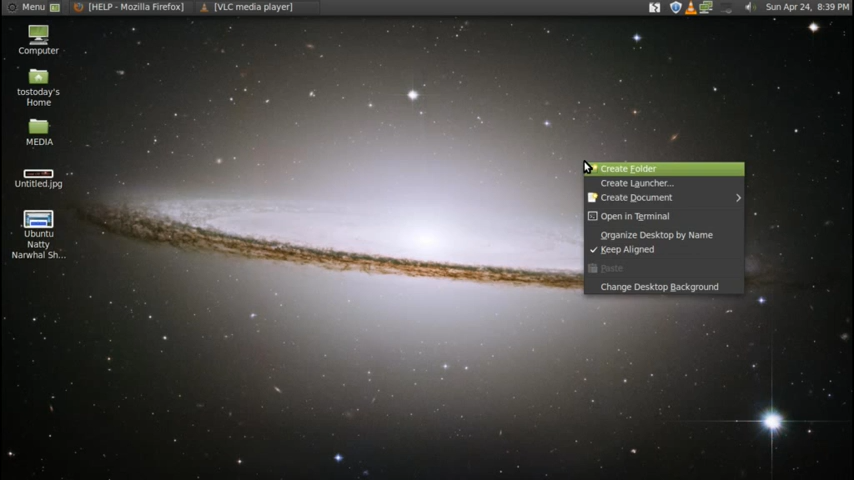 Menu
[HELP - Mozilla Firefox]
[VLC media player]
Sun Apr 24, 8:39 PM
Computer
tostoday's
Home
MEDIA
Untitled.jpg
Ubuntu
Natty
Narwhal Sh...
Create Folder
Create Launcher...
Create Document
Open in Terminal
Organize Desktop by Name
Keep Aligned
Paste
Change Desktop Background